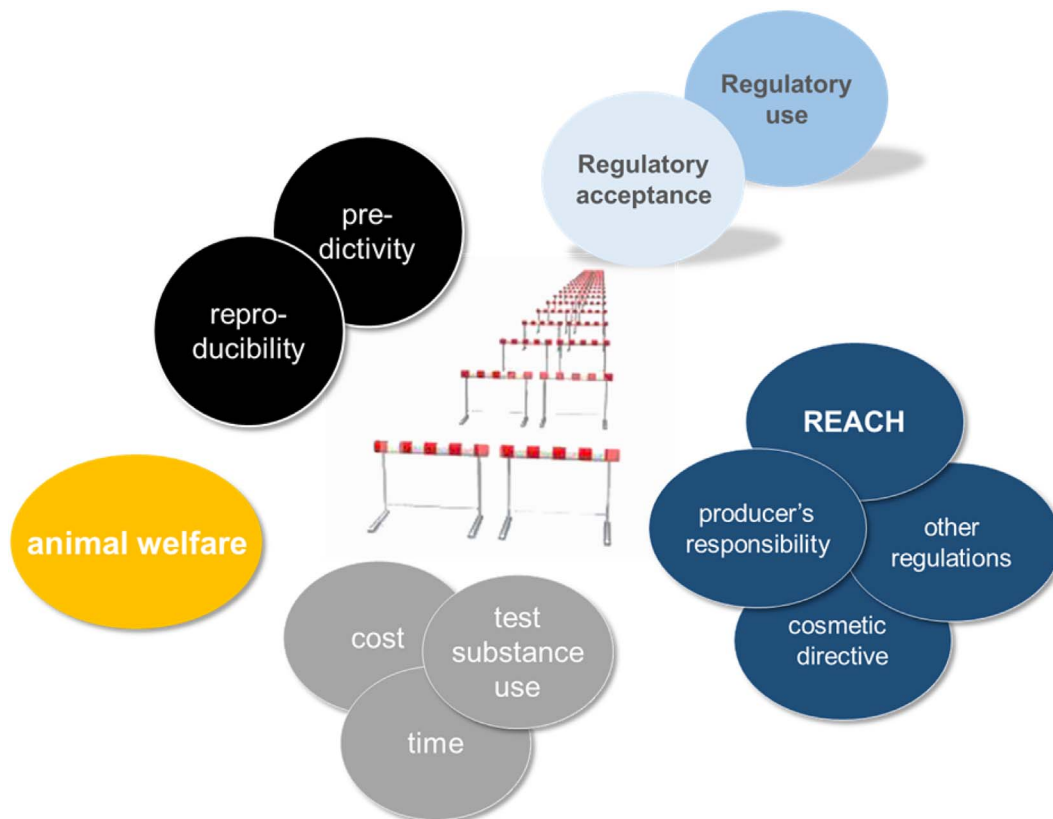 Regulatory
use
Regulatory
acceptance
pre-
dictivity
repro-
ducibility
REACH
producer's
responsibility
other
regulations
cosmetic
directive
animal welfare
cost
test
substance
use
time